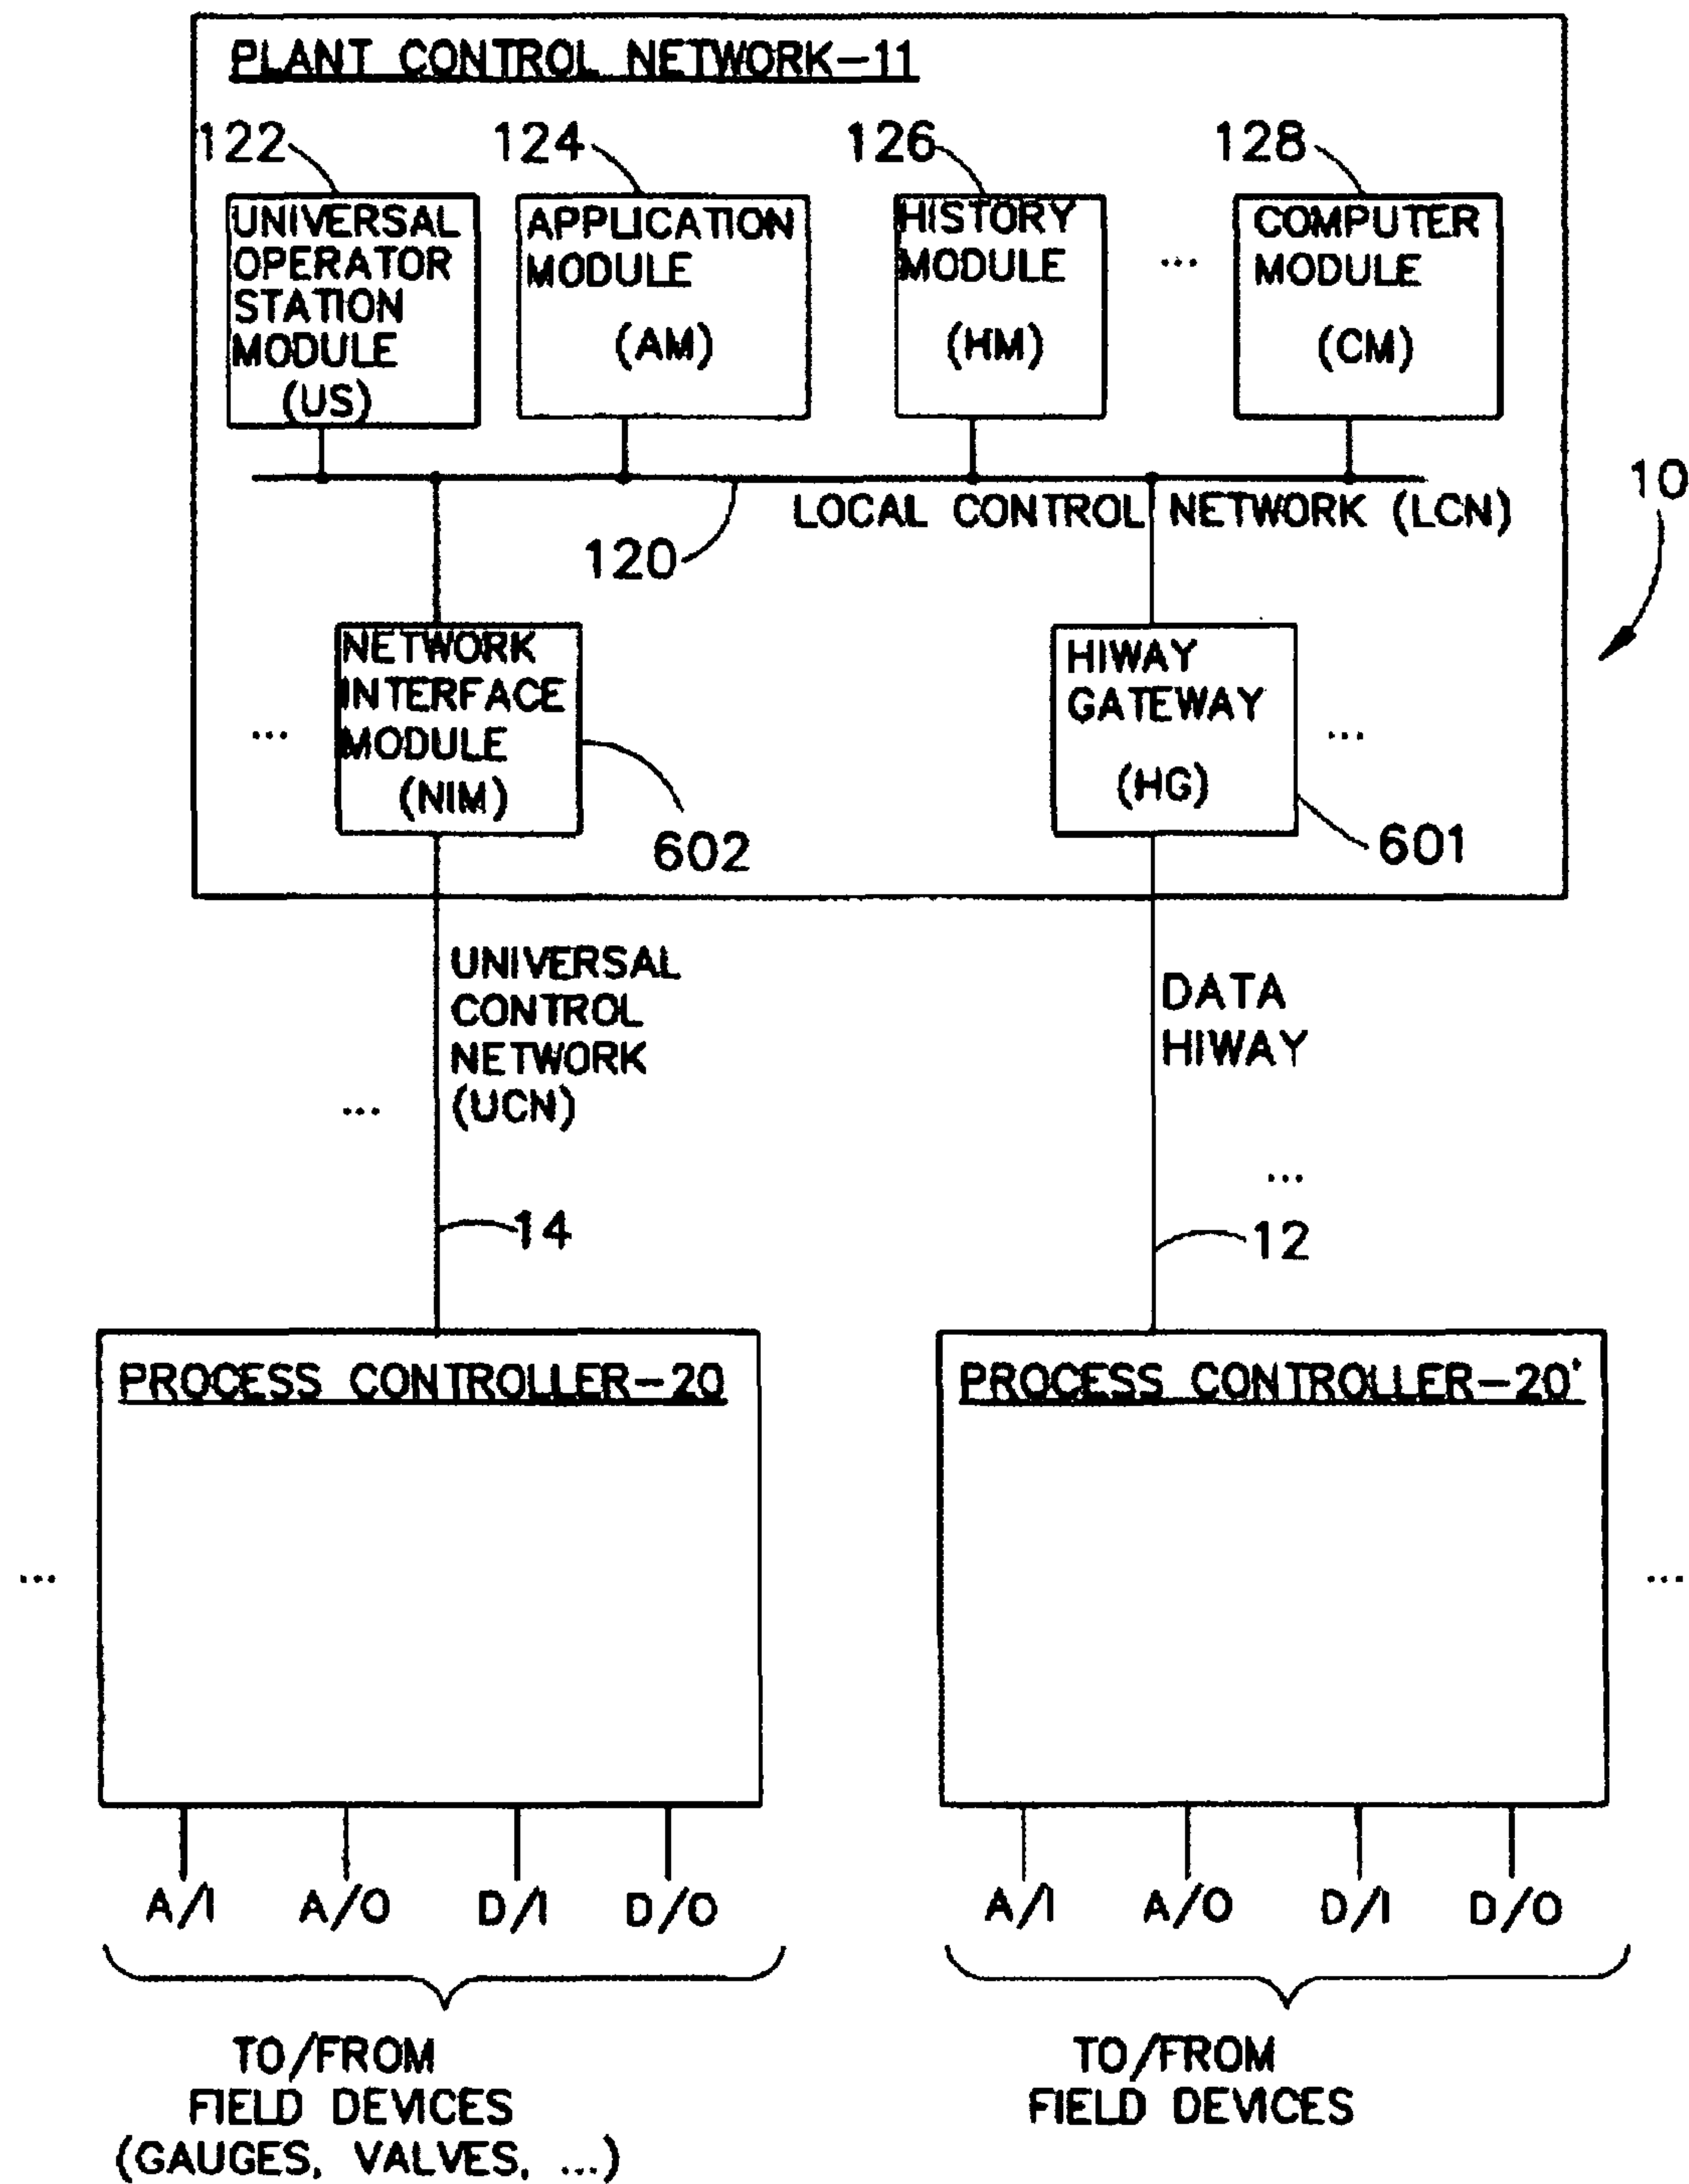 PLANT CONTROL NETWORK-11
122
124
126
128
UNIVERSAL
OPERATOR
STATION
MODULE
(US)
APPLICATION
MODULE
(AM)
HISTORY
MODULE
(HM)
...
COMPUTER
MODULE
(CM)
10
LOCAL CONTROL NETWORK (LCN)
120
...
NETWORK
INTERFACE
MODULE
(NIM)
602
HIWAY
GATEWAY
(HG)
...
601
UNIVERSAL
CONTROL
NETWORK
(UCN)
...
14
DATA
HIWAY
...
12
PROCESS CONTROLLER-20
PROCESS CONTROLLER-20'
...
...
A/I A/O D/I D/O
A/I A/O D/I D/O
TO/FROM
FIELD DEVICES
(GAUGES, VALVES, ...)
TO/FROM
FIELD DEVICES